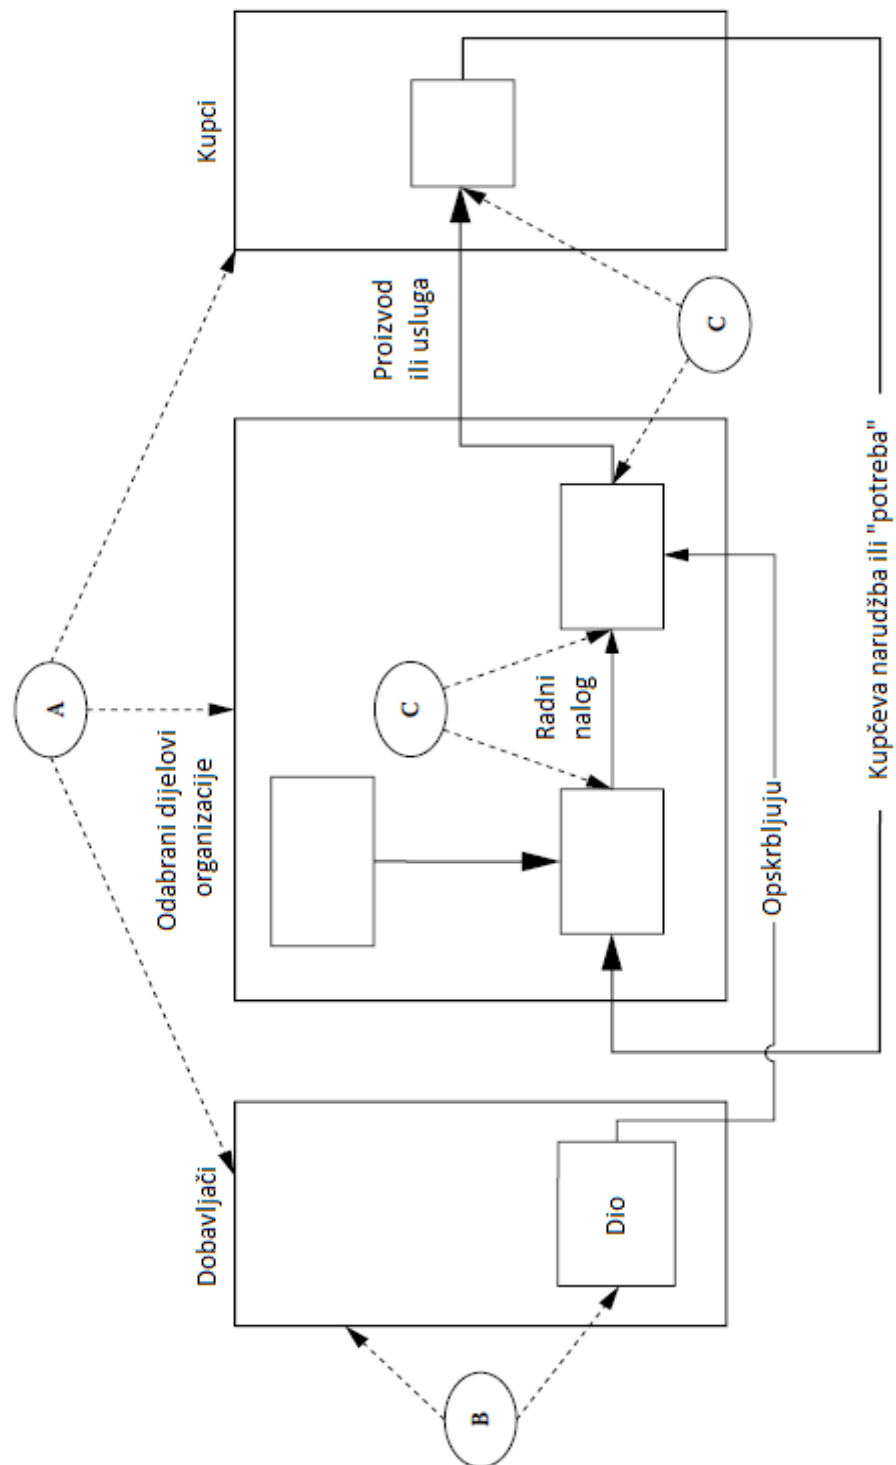 A
Dobavljači
Odabrani dijelovi
organizacije
Kupci
Proizvod
ili usluga
C
Radni
nalog
C
B
Dio
Opskrbljuju
Kupčeva narudžba ili "potreba"